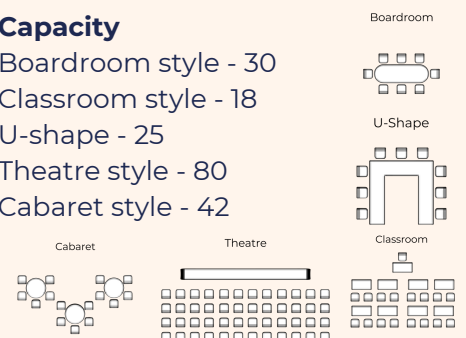 Capacity
Boardroom style - 30
Classroom style - 18
U-shape - 25
Theatre style - 80
Cabaret style - 42
Boardroom
U-Shape
Cabaret
Theatre
Classroom